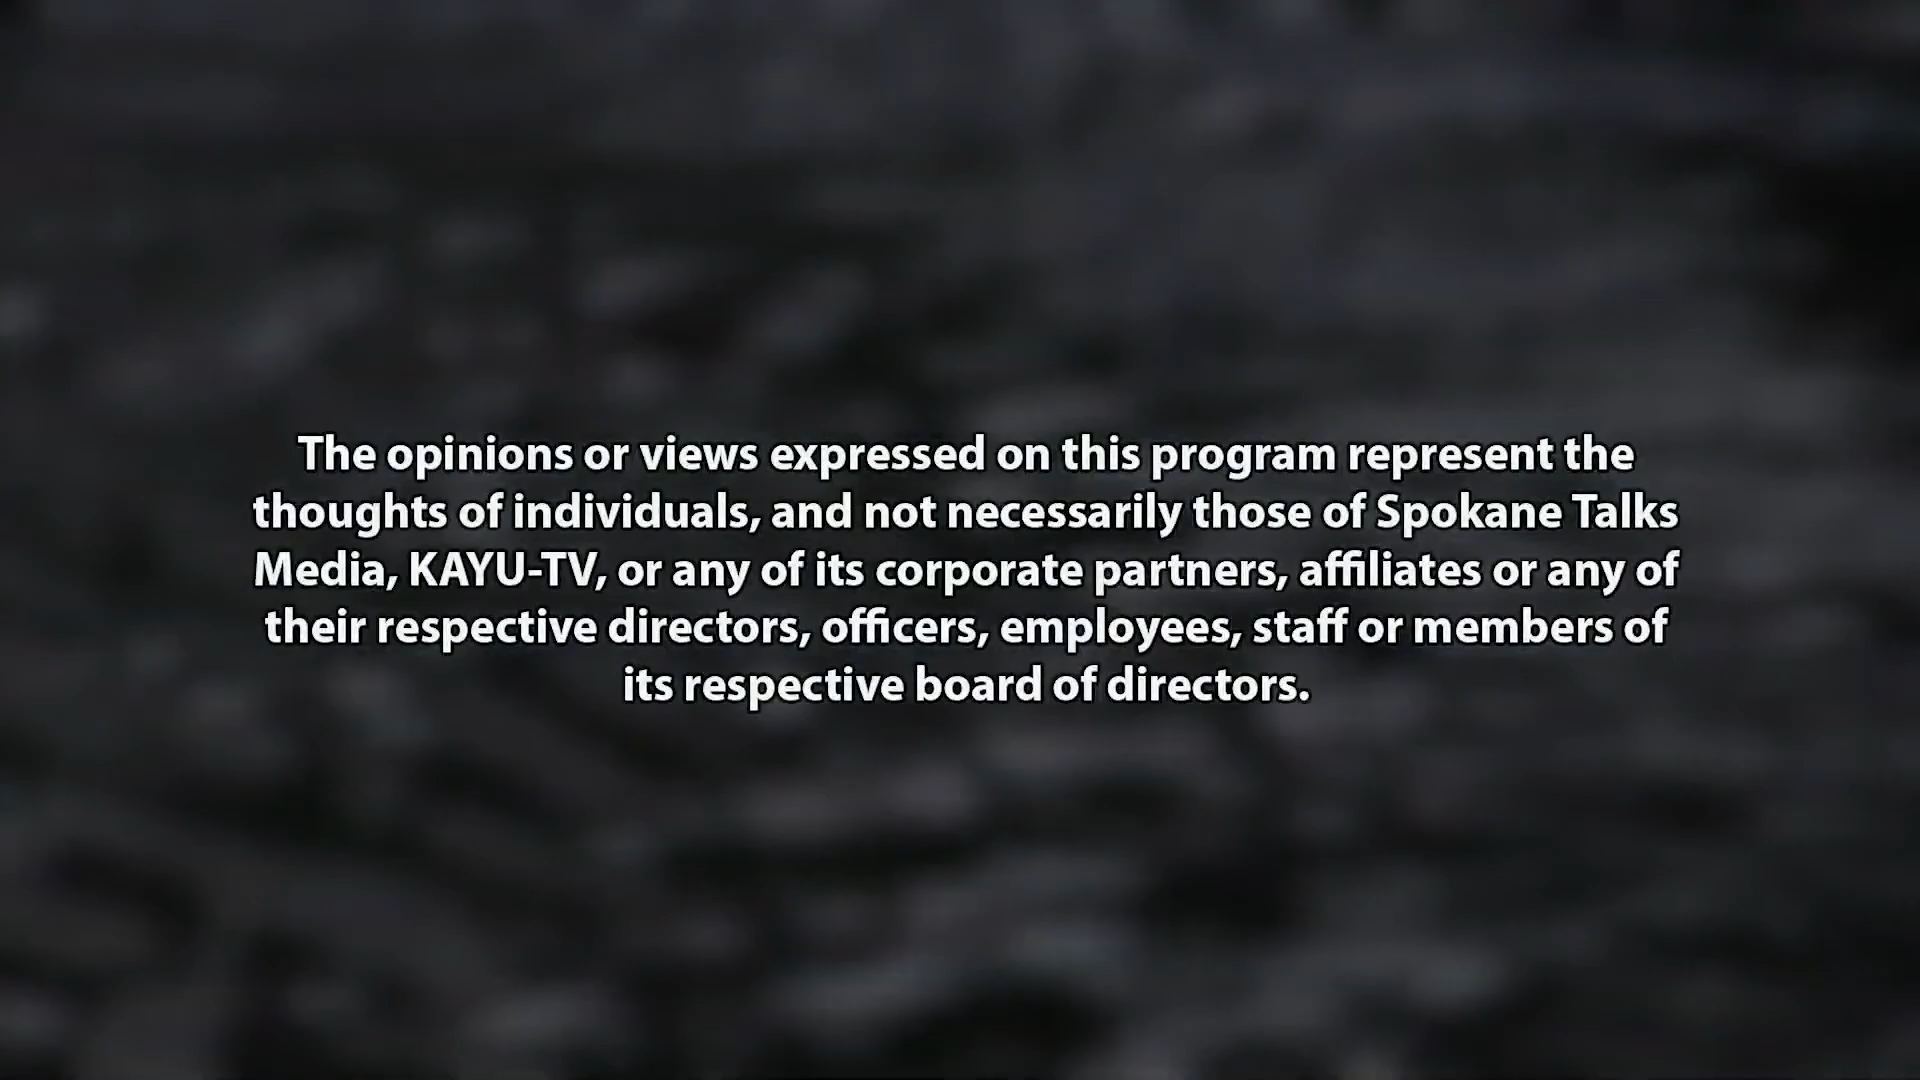 The opinions or views expressed on this program represent the
thoughts of individuals, and not necessarily those of Spokane Talks
Media, KAYU-TV, or any of its corporate partners, affiliates or any of
their respective directors, officers, employees, staff or members of
its respective board of directors.